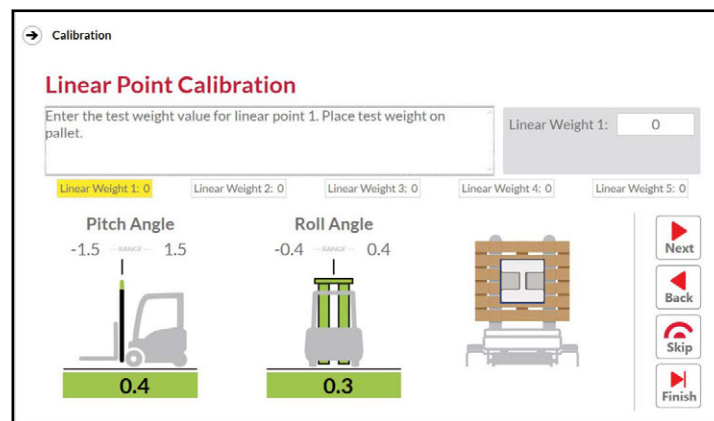 Calibration
Linear Point Calibration
Enter the test weight value for linear point 1. Place test weight on
pallet.
Linear Weight 1: 0
Linear Weight 1: 0
Linear Weight 2: 0
Linear Weight 3: 0
Linear Weight 4: 0
Linear Weight 5: 0
Pitch Angle
-1.5 RANGE 1.5
0.4
Roll Angle
-0.4 RANGE 0.4
0.3
Next
Back
Skip
Finish